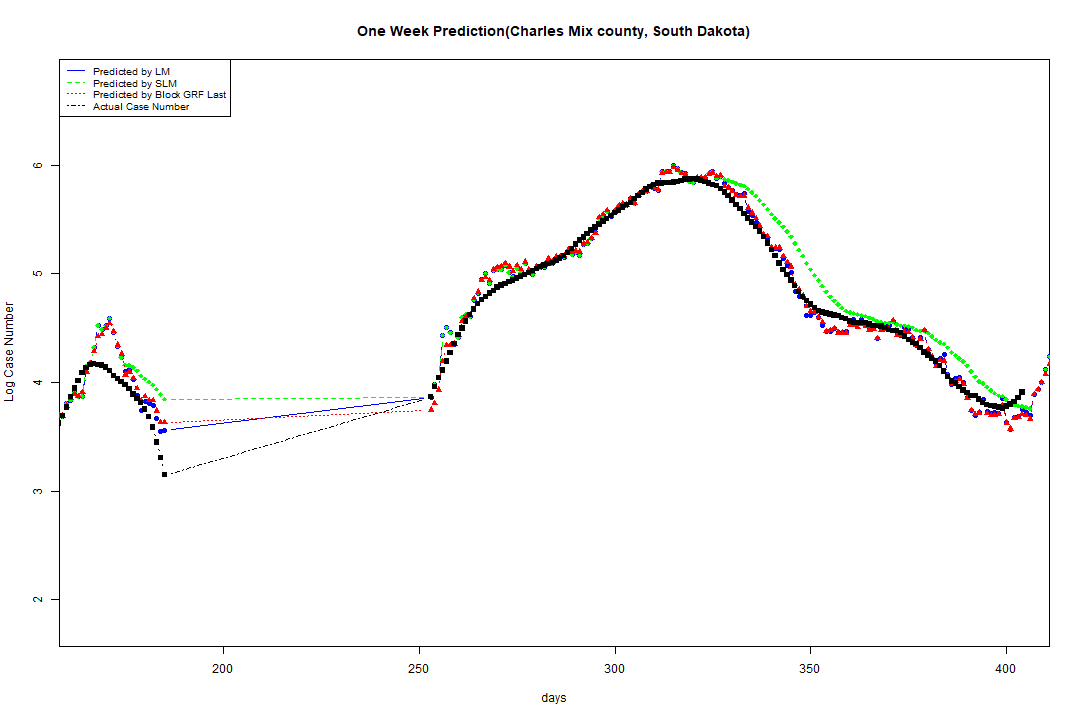 One Week Prediction(Charles Mix county, South Dakota)
Predicted by LM
Predicted by SLM
Predicted by Block GRF Last
Actual Case Number
Log Case Number
6
5
4
3
2
200
250
300
350
400
days